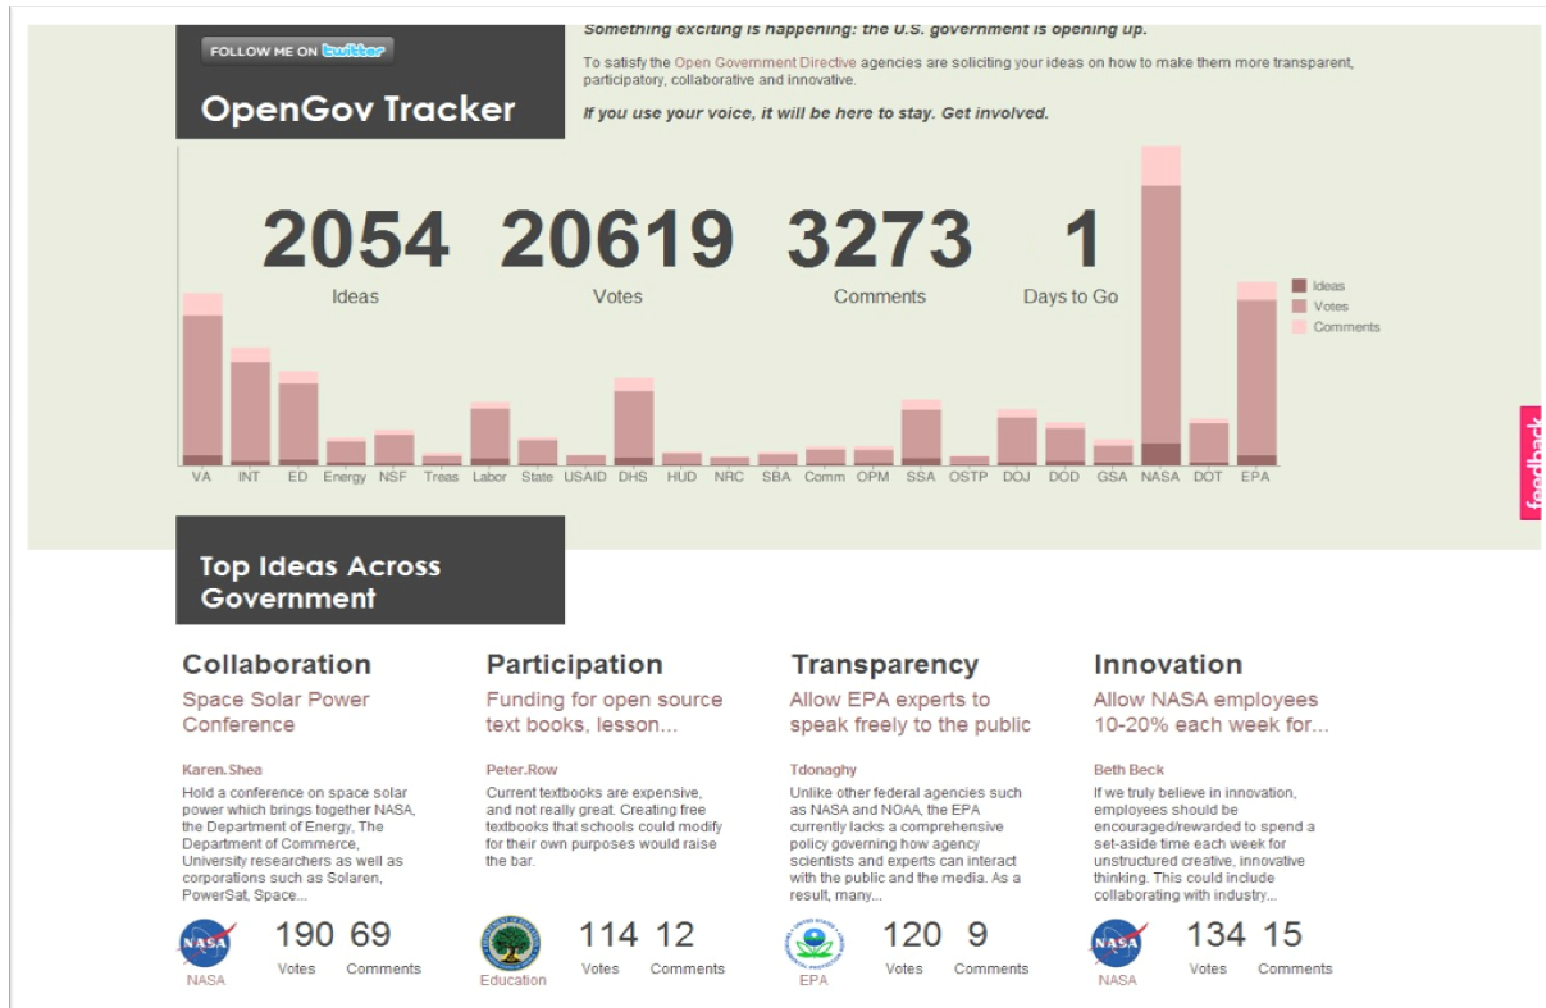 FOLLOW ME ON twitter
OpenGov Tracker
Something exciting is happening: the U.S. government is opening up.
To satisfy the Open Government Directive agencies are soliciting your ideas on how to make them more transparent,
participatory, collaborative and innovative.
If you use your voice, it will be here to stay. Get involved.
2054 20619 3273 1
Ideas Votes Comments Days to Go
Ideas
Votes
Comments
VA INT ED Energy NSF Treas Labor State USAID DHS HUD NRC SBA Comm OPM SSA OSTP DOJ DOD GSA NASA DOT EPA
feedback
Top Ideas Across
Government
Collaboration
Space Solar Power
Conference
Karen.Shea
Hold a conference on space solar
power which brings together NASA,
the Department of Energy, The
Department of Commerce,
University researchers as well as
corporations such as Solaren,
PowerSat, Space...
NASA
190 69
Votes Comments
NASA
Participation
Funding for open source
text books, lesson...
Peter.Row
Current textbooks are expensive,
and not really great. Creating free
textbooks that schools could modify
for their own purposes would raise
the bar.
114 12
Votes Comments
Education
Transparency
Allow EPA experts to
speak freely to the public
Tdonaghy
Unlike other federal agencies such
as NASA and NOAA, the EPA
currently lacks a comprehensive
policy governing how agency
scientists and experts can interact
with the public and the media. As a
result, many...
120 9
Votes Comments
EPA
Innovation
Allow NASA employees
10-20% each week for...
Beth Beck
If we truly believe in innovation,
employees should be
encouraged/rewarded to spend a
set-aside time each week for
unstructured creative, innovative
thinking. This could include
collaborating with industry...
NASA
134 15
Votes Comments
NASA